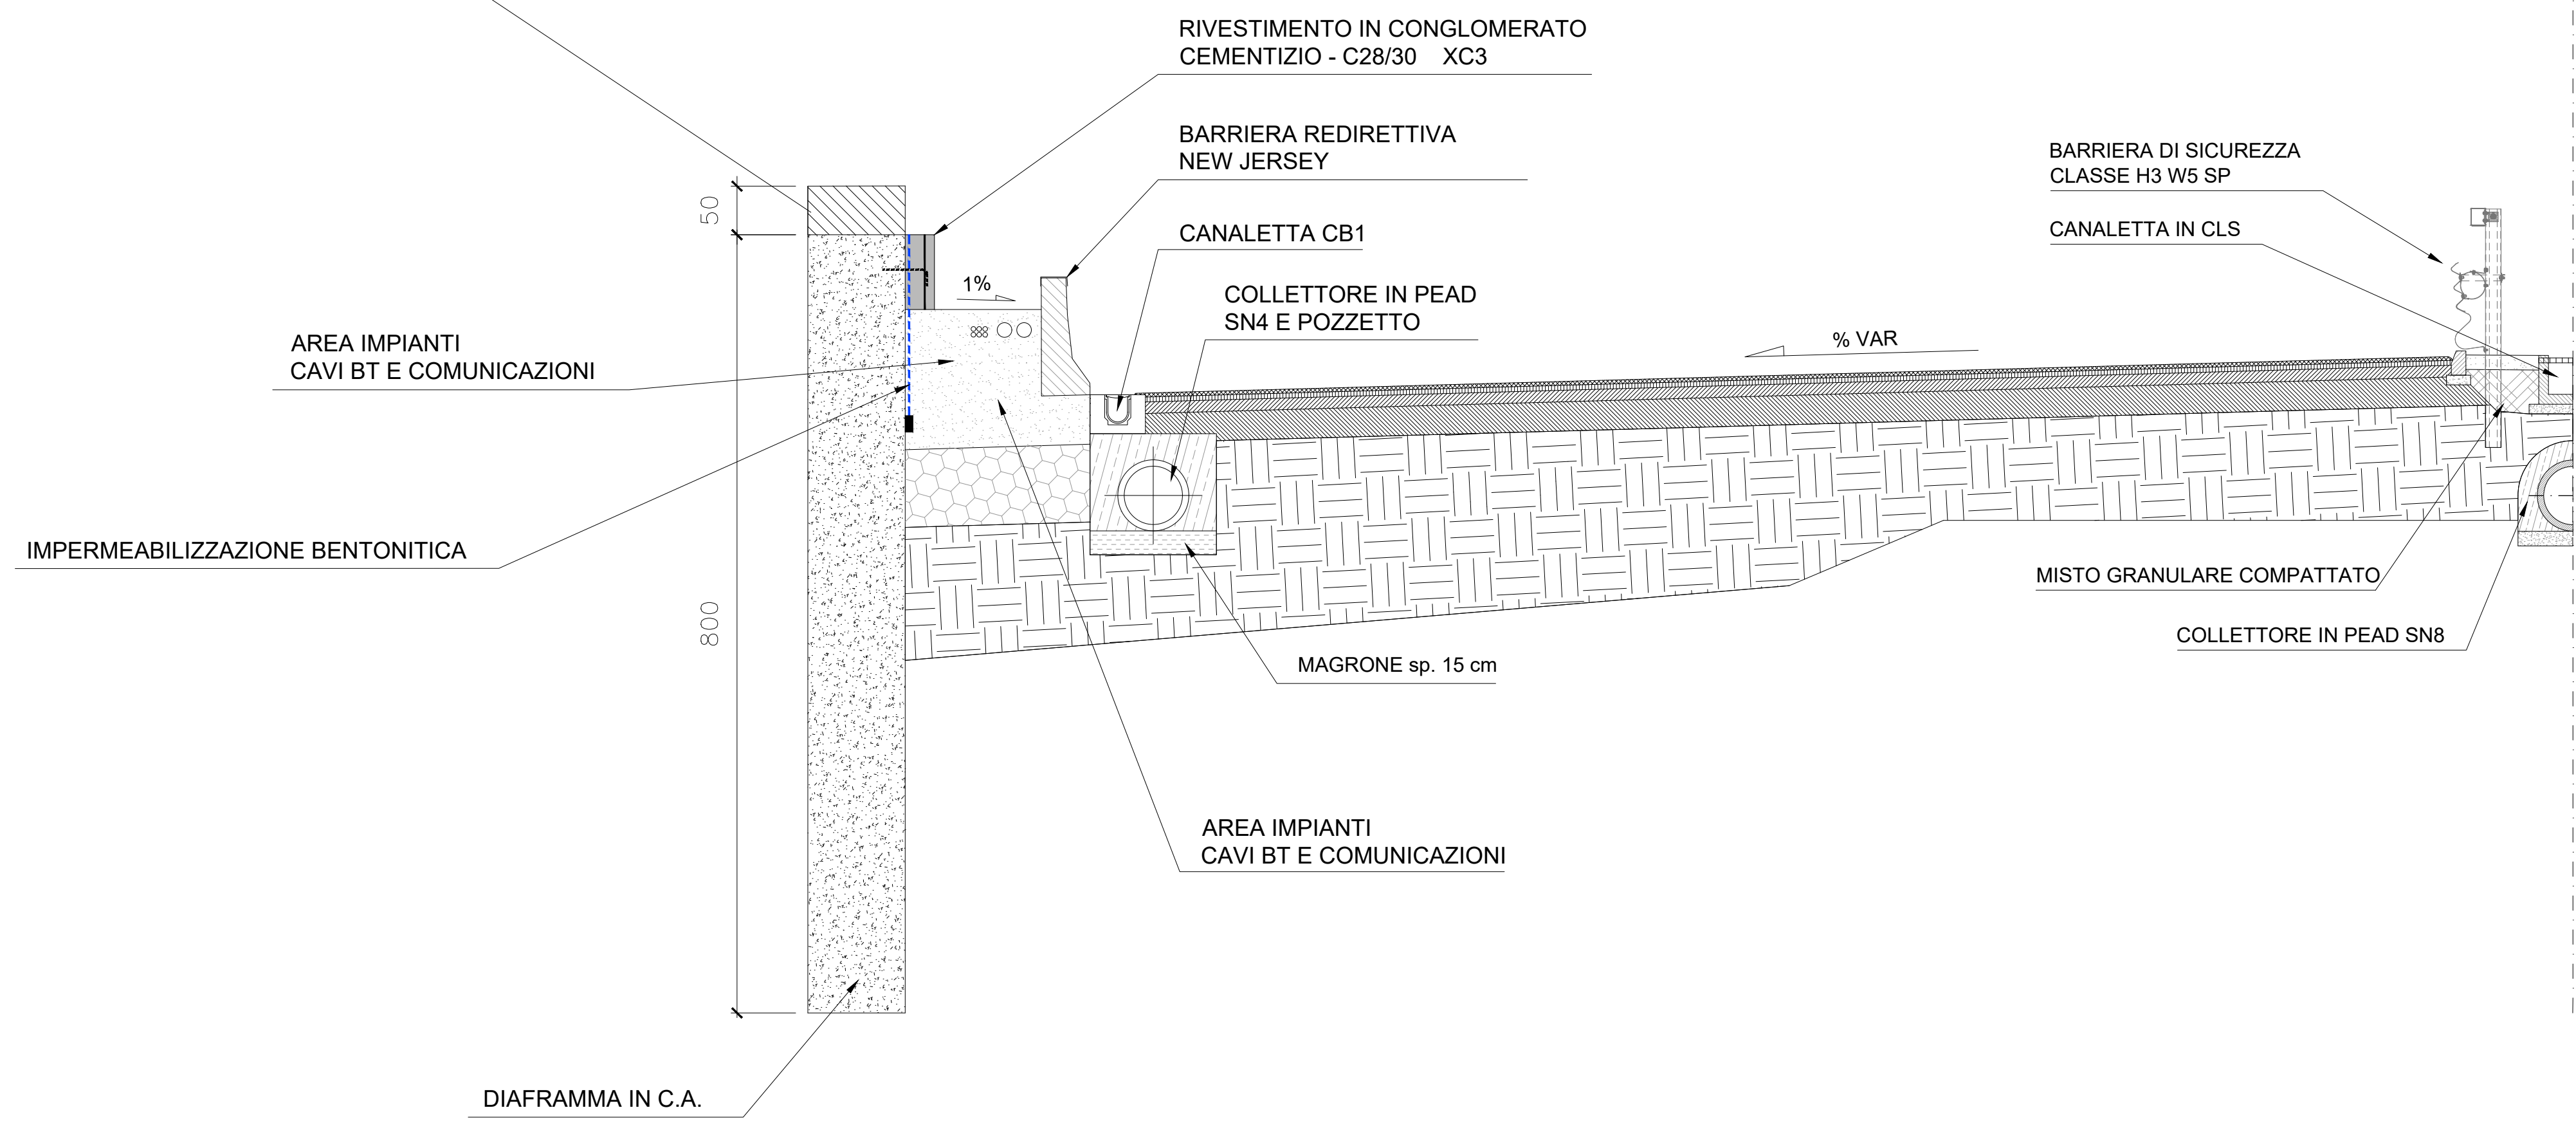 RIVESTIMENTO IN CONGLOMERATO
CEMENTIZIO - C28/30 XC3
BARRIERA REDIRETTIVA
NEW JERSEY
BARRIERA DI SICUREZZA
CLASSE H3 W5 SP
50
CANALETTA CB1
CANALETTA IN CLS
1%
COLLETTORE IN PEAD
SN4 E POZZETTO
% VAR
AREA IMPIANTI
CAVI BT E COMUNICAZIONI
IMPERMEABILIZZAZIONE BENTONITICA
MISTO GRANULARE COMPATTATO
800
COLLETTORE IN PEAD SN8
MAGRONE sp. 15 cm
AREA IMPIANTI
CAVI BT E COMUNICAZIONI
DIAFRAMMA IN C.A.